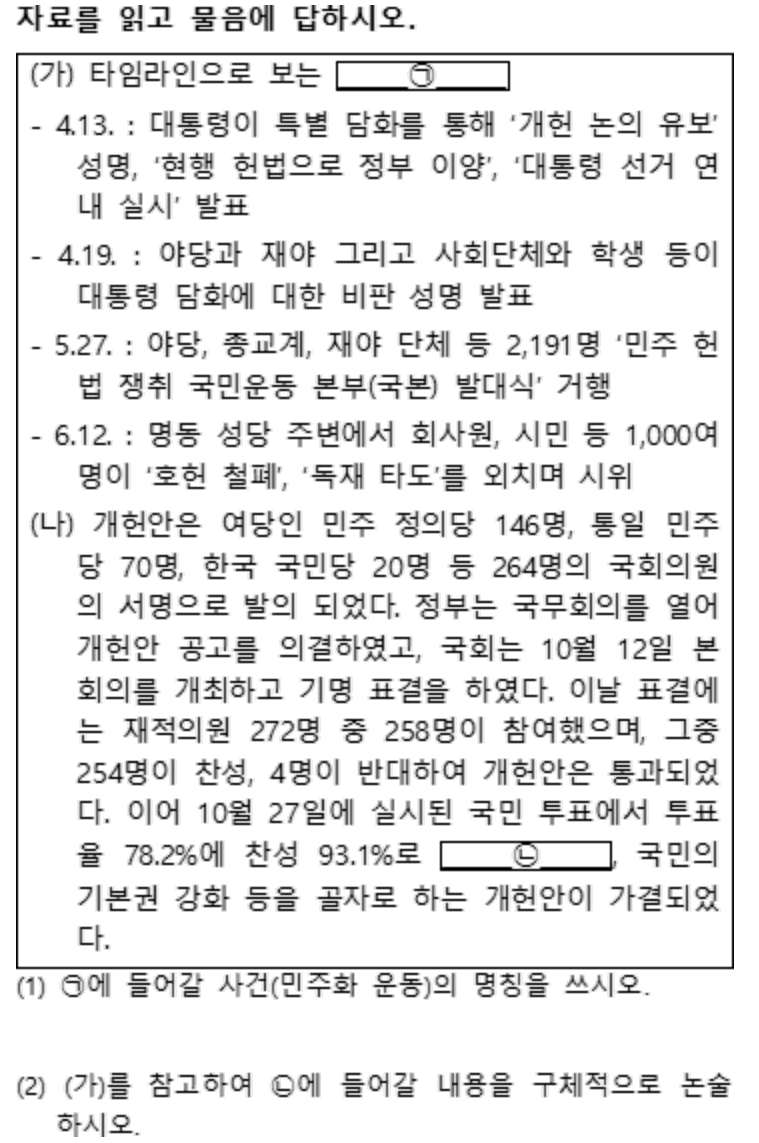 자료를 읽고 물음에 답하시오.
(가) 타임라인으로 보는 ㉠
- 4.13. : 대통령이 특별 담화를 통해 '개헌 논의 유보'
성명, '현행 헌법으로 정부 이양', '대통령 선거 연
내 실시' 발표
- 4.19. : 야당과 재야 그리고 사회단체와 학생 등이
대통령 담화에 대한 비판 성명 발표
- 5.27. : 야당, 종교계, 재야 단체 등 2,191명 '민주 헌
법 쟁취 국민운동 본부(국본) 발대식' 거행
- 6.12. : 명동 성당 주변에서 회사원, 시민 등 1,000여
명이 '호헌 철폐', '독재 타도'를 외치며 시위
(나) 개헌안은 여당인 민주 정의당 146명, 통일 민주
당 70명, 한국 국민당 20명 등 264명의 국회의원
의 서명으로 발의 되었다. 정부는 국무회의를 열어
개헌안 공고를 의결하였고, 국회는 10월 12일 본
회의를 개최하고 기명 표결을 하였다. 이날 표결에
는 재적의원 272명 중 258명이 참여했으며, 그중
254명이 찬성, 4명이 반대하여 개헌안은 통과되었
다. 이어 10월 27일에 실시된 국민 투표에서 투표
율 78.2%에 찬성 93.1%로 ㉡, 국민의
기본권 강화 등을 골자로 하는 개헌안이 가결되었
다.
(1) ㉠에 들어갈 사건(민주화 운동)의 명칭을 쓰시오.
(2) (가)를 참고하여 ㉡에 들어갈 내용을 구체적으로 논술
하시오.